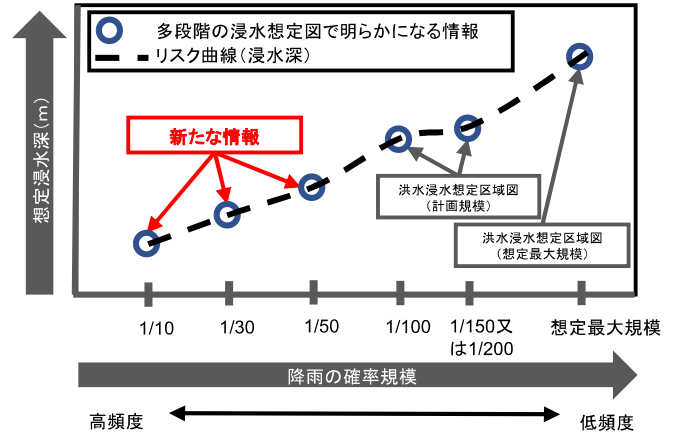 多段階の浸水想定図で明らかになる情報
リスク曲線（浸水深）
想定浸水深（ｍ）
新たな情報
洪水浸水想定区域図
（計画規模）
洪水浸水想定区域図
（想定最大規模）
1/10
1/30
1/50
1/100
1/150又
は1/200
想定最大規模
降雨の確率規模
高頻度
低頻度